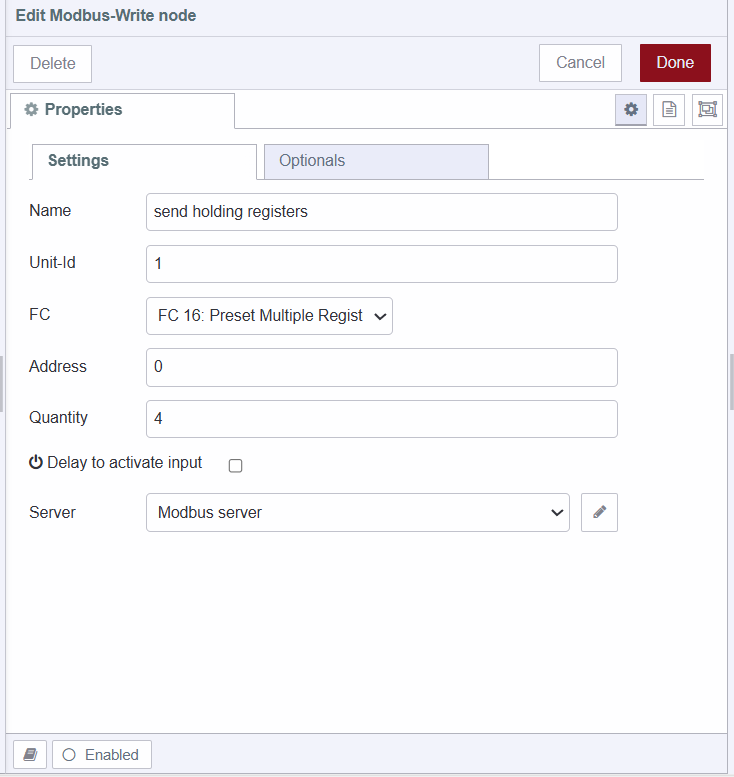 Edit Modbus-Write node
Delete
Cancel
Done
Properties
Settings
Optionals
Name
send holding registers
Unit-Id
1
FC
FC 16: Preset Multiple Regist
Address
0
Quantity
4
Delay to activate input
Server
Modbus server
Enabled